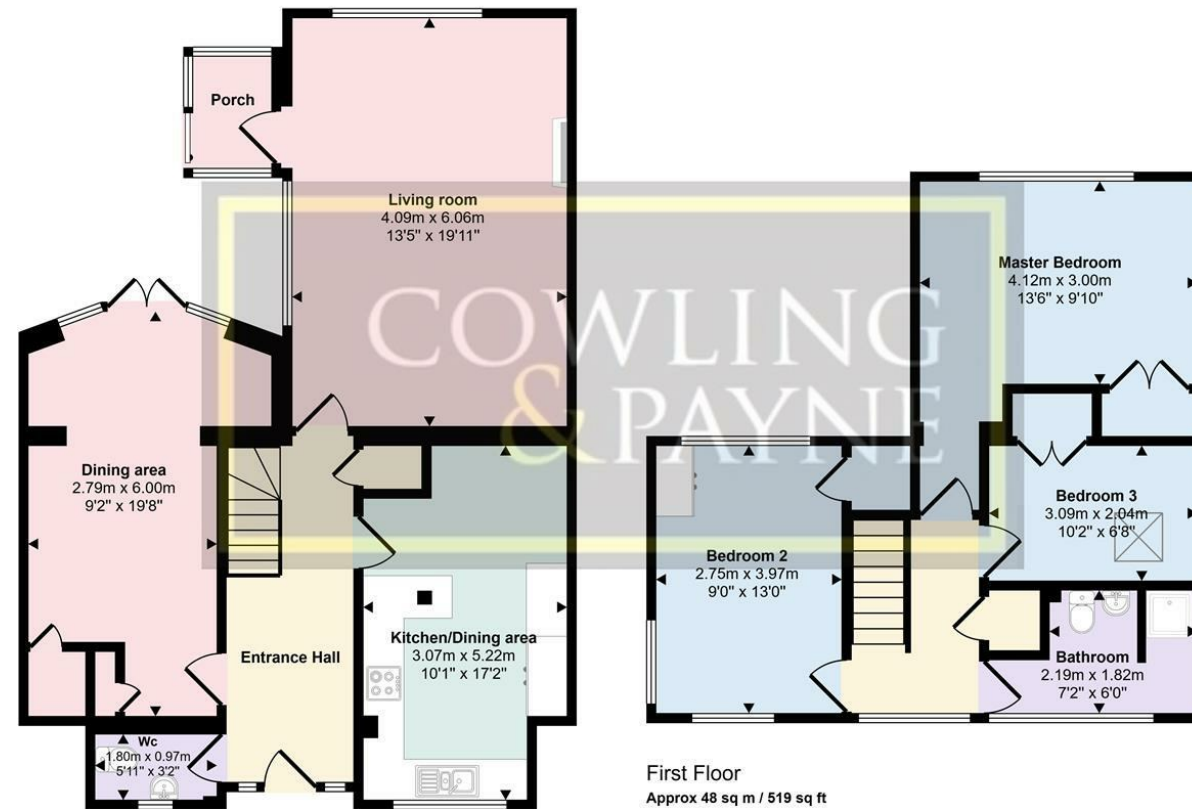 Porch
Living room
4.09m x 6.06m
13'5" x 19'11"
Master Bedroom
4.12m x 3.00m
13'6" x 9'10"
COWLING
& PAYNE
Dining area
2.79m x 6.00m
9'2" x 19'8"
Bedroom 3
3.09m x 2.04m
10'2" x 6'8"
Bedroom 2
2.75m x 3.97m
9'0" x 13'0"
Kitchen/Dining area
3.07m x 5.22m
10'1" x 17'2"
Entrance Hall
Bathroom
2.19m x 1.82m
7'2" x 6'0"
Wc
1.80m x 0.97m
5'11" x 3'2"
First Floor
Approx 48 sq m / 519 sq ft